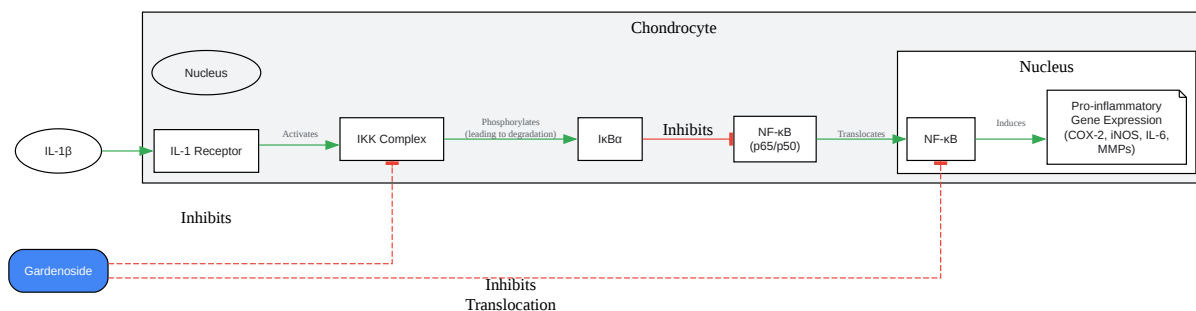 Chondrocyte
Nucleus
Nucleus
IL-1β
IL-1 Receptor
Activates
IKK Complex
Phosphorylates
(leading to degradation)
IκBα
Inhibits
NF-κB
(p65/p50)
Translocates
NF-κB
Induces
Pro-inflammatory
Gene Expression
(COX-2, iNOS, IL-6,
MMPs)
Inhibits
Gardenoside
Inhibits
Translocation